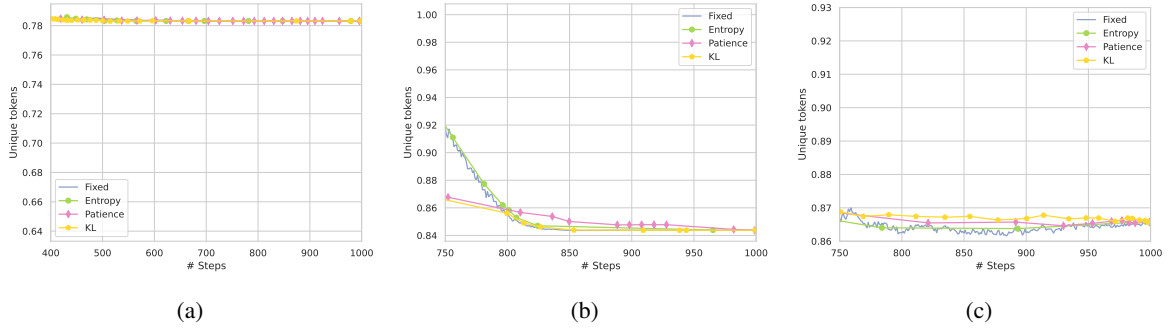 0.78
0.76
0.74
0.72
0.70
0.68
0.66
0.64
Unique tokens
400
500
600
700
800
900
1000
# Steps
Fixed
Entropy
Patience
KL
(a)
1.00
0.98
0.96
0.94
0.92
0.90
0.88
0.86
0.84
Unique tokens
750
800
850
900
950
1000
# Steps
Fixed
Entropy
Patience
KL
(b)
0.93
0.92
0.91
0.90
0.89
0.88
0.87
0.86
Unique tokens
750
800
850
900
950
1000
# Steps
Fixed
Entropy
Patience
KL
(c)